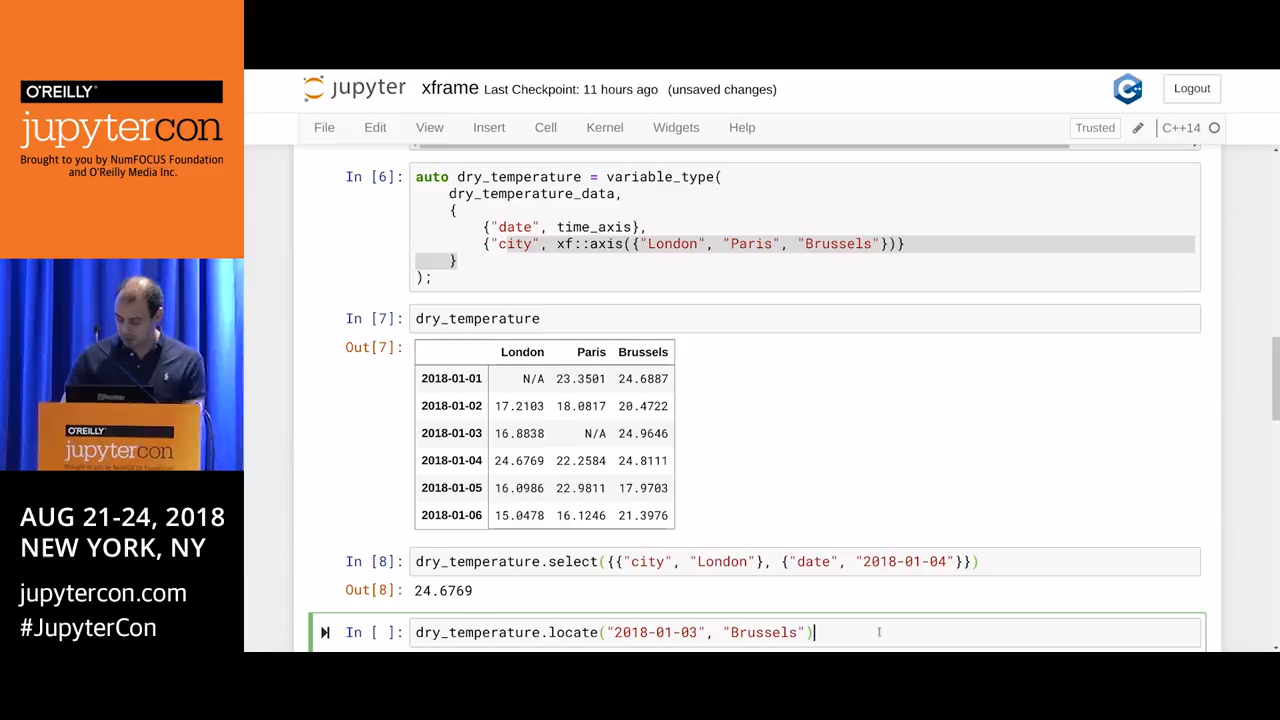 O'REILLY®
jupytercon
Brought to you by NumFOCUS Foundation
and O'Reilly Media Inc.
O'REILLY®
jupytercon
AUG 21-24, 2018
NEW YORK, NY
jupytercon.com
#JupyterCon
jupyter xframe Last Checkpoint: 11 hours ago (unsaved changes)
C++
Logout
File Edit View Insert Cell Kernel Widgets Help
Trusted C++14
In [6]: auto dry_temperature = variable_type(
dry_temperature_data,
{
{"date", time_axis},
{"city", xf::axis({"London", "Paris", "Brussels"})}
}
);
In [7]: dry_temperature
Out[7]:
London Paris Brussels
2018-01-01 N/A 23.3501 24.6887
2018-01-02 17.2103 18.0817 20.4722
2018-01-03 16.8838 N/A 24.9646
2018-01-04 24.6769 22.2584 24.8111
2018-01-05 16.0986 22.9811 17.9703
2018-01-06 15.0478 16.1246 21.3976
In [8]: dry_temperature.select({{"city", "London"}, {"date", "2018-01-04"}})
Out[8]: 24.6769
In [ ]: dry_temperature.locate("2018-01-03", "Brussels")